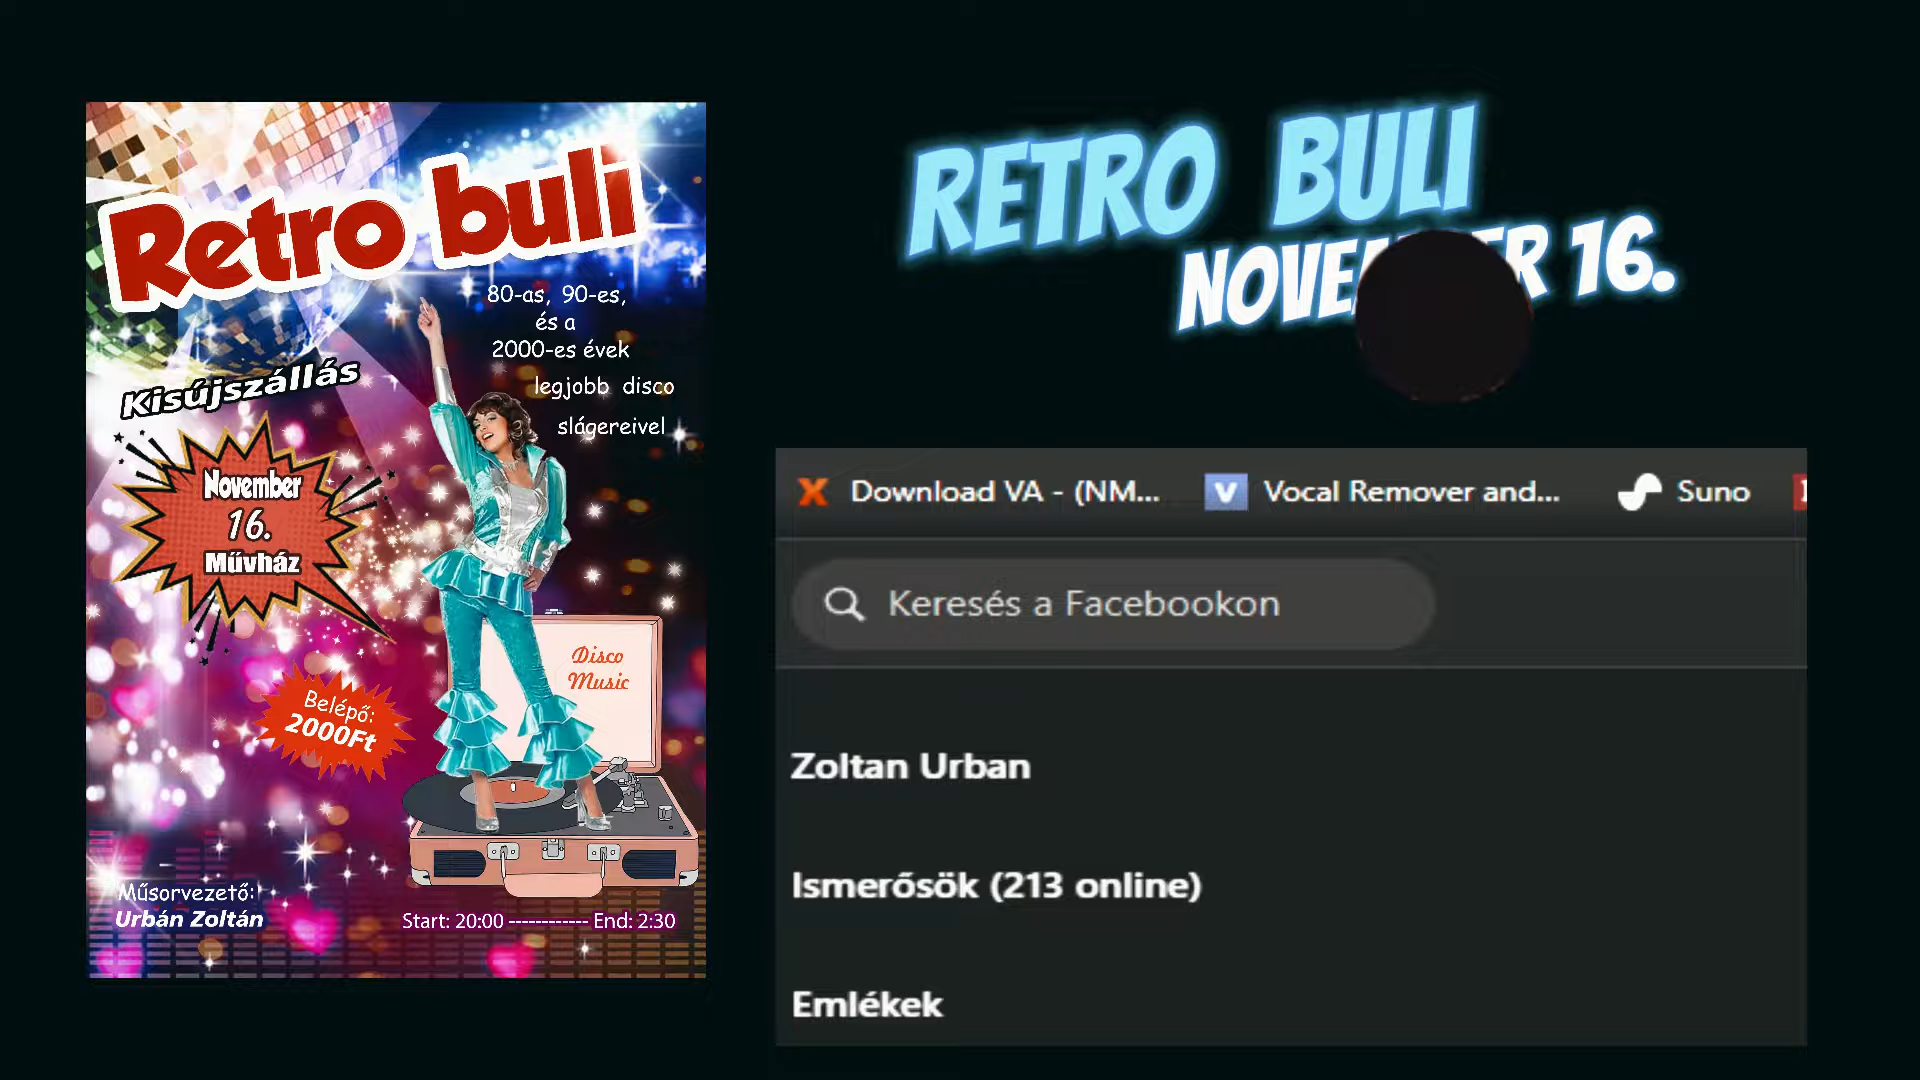 Retro buli
80-as, 90-es,
és a
2000-es évek
legjobb disco
slágereivel
Kisújszállás
November
16.
Művház
Disco
Music
Belépő:
2000Ft
Műsorvezető:
Urbán Zoltán
Start: 20:00 ------------ End: 2:30
RETRO BULI
16.
Download VA - (NM...
Vocal Remover and...
Suno
Keresés a Facebookon
Zoltan Urban
Ismerősök (213 online)
Emlékek